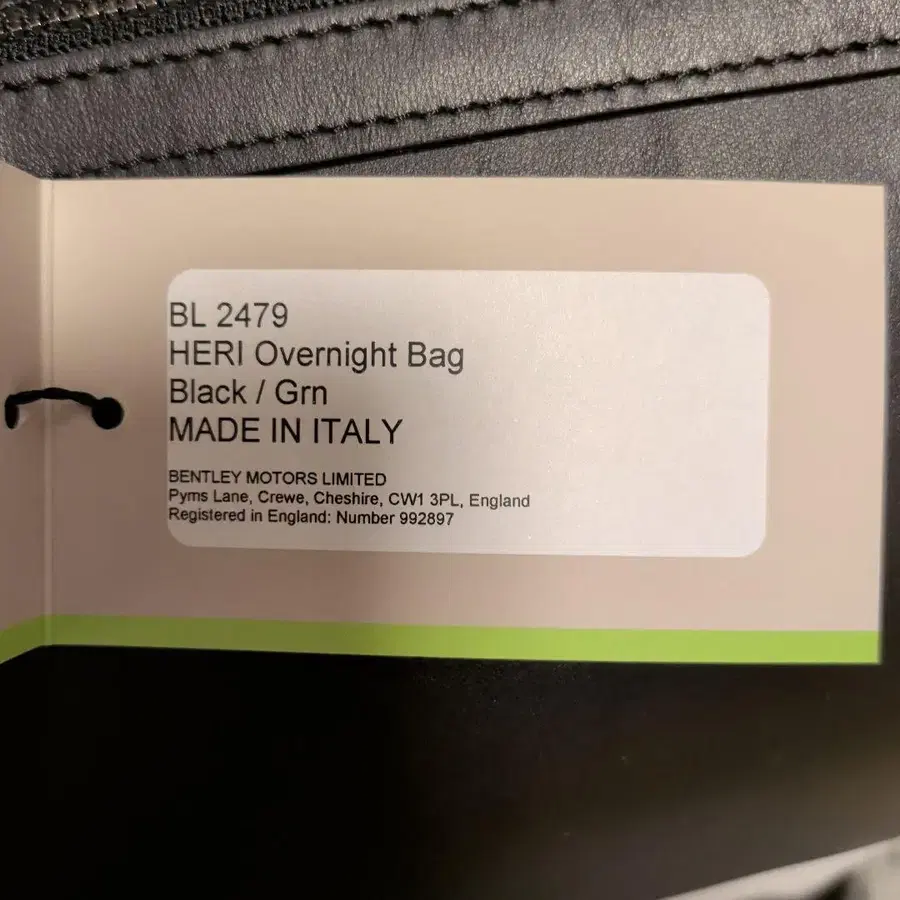 BL 2479
HERI Overnight Bag
Black / Grn
MADE IN ITALY
BENTLEY MOTORS LIMITED
Pyms Lane, Crewe, Cheshire, CW1 3PL, England
Registered in England: Number 992897